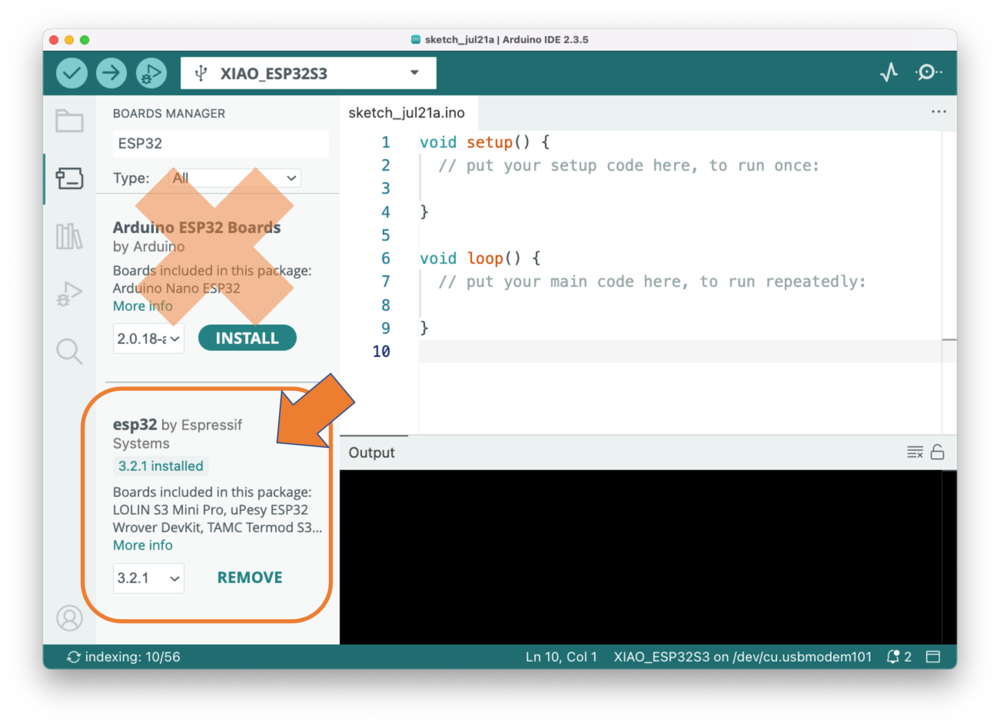 sketch_jul21a | Arduino IDE 2.3.5
XIAO_ESP32S3
BOARDS MANAGER
ESP32
Type: All
Arduino ESP32 Boards
by Arduino
Boards included in this package:
Arduino Nano ESP32
More info
2.0.18-a
INSTALL
esp32 by Espressif
Systems
3.2.1 installed
Boards included in this package:
LOLIN S3 Mini Pro, uPesy ESP32
Wrover DevKit, TAMC Termod S3...
More info
3.2.1
REMOVE
sketch_jul21a.ino
...
1 void setup() {
2 // put your setup code here, to run once:
3
4 }
5
6 void loop() {
7 // put your main code here, to run repeatedly:
8
9 }
10
Output
indexing: 10/56
Ln 10, Col 1
XIAO_ESP32S3 on /dev/cu.usbmodem101
2